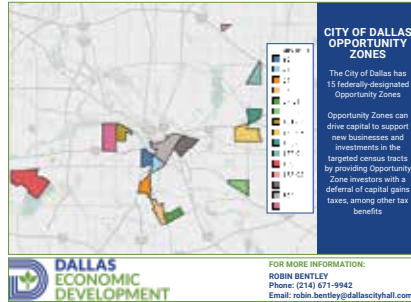 CITY OF DALLAS
OPPORTUNITY
ZONES
The City of Dallas has
15 federally-designated
Opportunity Zones
Opportunity Zones can
drive capital to support
new businesses and
investments in the
targeted census tracts
by providing Opportunity
Zone investors with a
deferral of capital gains
taxes, among other tax
benefits
DALLAS
ECONOMIC
DEVELOPMENT
FOR MORE INFORMATION:
ROBIN BENTLEY
Phone: (214) 671-9942
Email: robin.bentley@dallascityhall.com